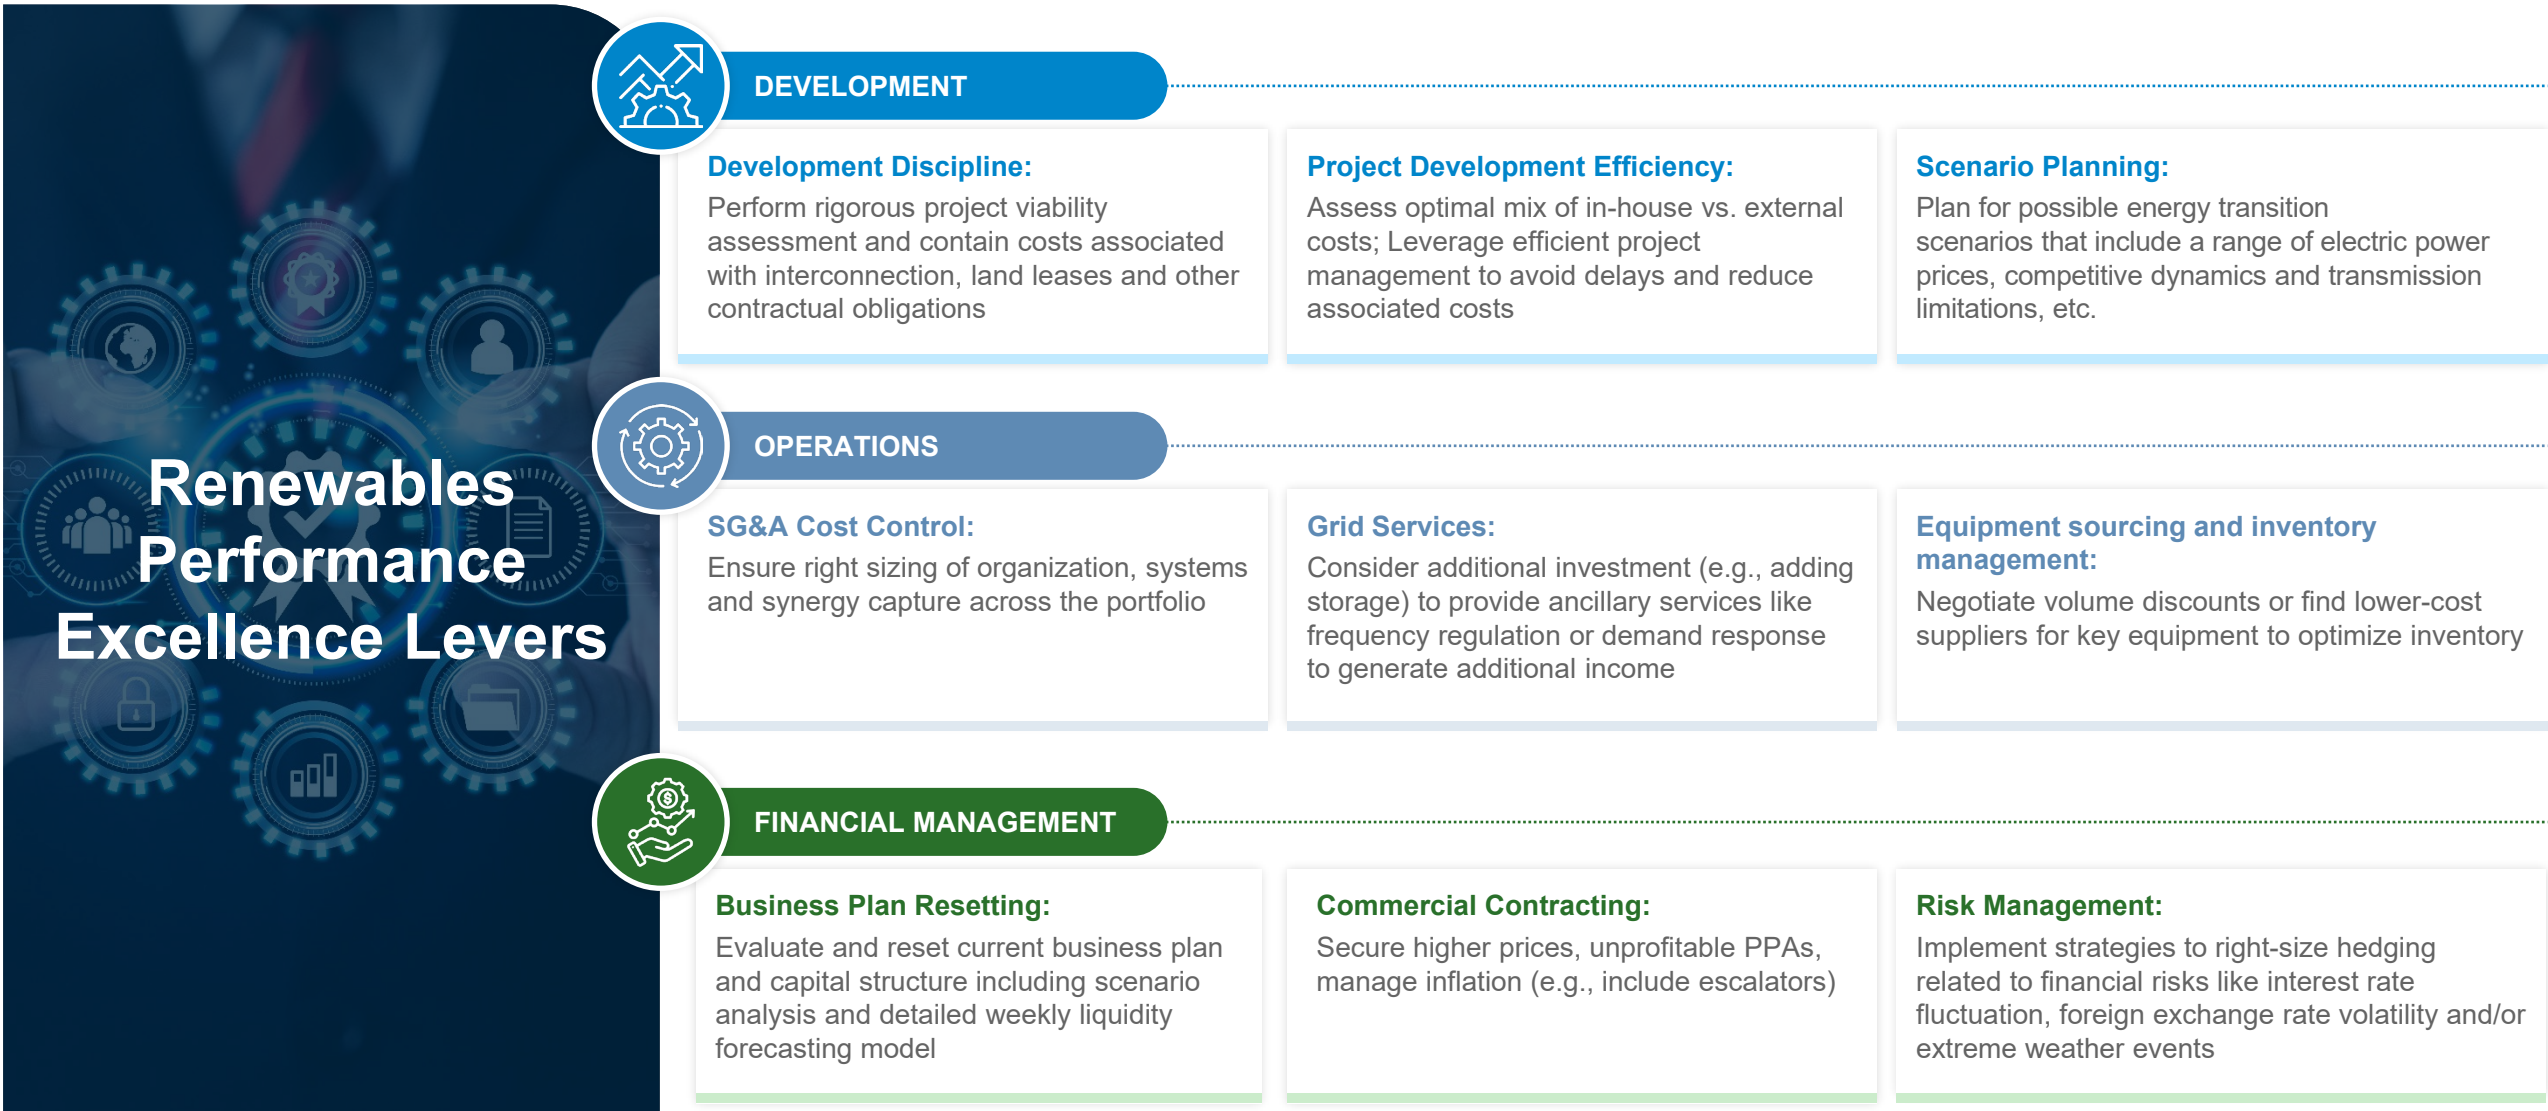 Renewables
Performance
Excellence Levers
DEVELOPMENT
Development Discipline:
Perform rigorous project viability
assessment and contain costs associated
with interconnection, land leases and other
contractual obligations
Project Development Efficiency:
Assess optimal mix of in-house vs. external
costs; Leverage efficient project
management to avoid delays and reduce
associated costs
Scenario Planning:
Plan for possible energy transition
scenarios that include a range of electric power
prices, competitive dynamics and transmission
limitations, etc.
OPERATIONS
SG&A Cost Control:
Ensure right sizing of organization, systems
and synergy capture across the portfolio
Grid Services:
Consider additional investment (e.g., adding
storage) to provide ancillary services like
frequency regulation or demand response
to generate additional income
Equipment sourcing and inventory
management:
Negotiate volume discounts or find lower-cost
suppliers for key equipment to optimize inventory
FINANCIAL MANAGEMENT
Business Plan Resetting:
Evaluate and reset current business plan
and capital structure including scenario
analysis and detailed weekly liquidity
forecasting model
Commercial Contracting:
Secure higher prices, unprofitable PPAs,
manage inflation (e.g., include escalators)
Risk Management:
Implement strategies to right-size hedging
related to financial risks like interest rate
fluctuation, foreign exchange rate volatility and/or
extreme weather events